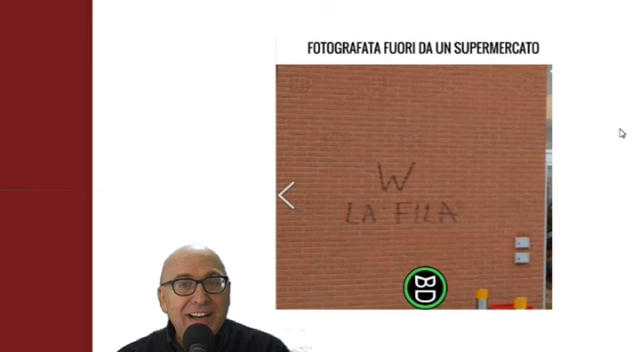 FOTOGRAFATA FUORI DA UN SUPERMERCATO
W
LA FILA
BD